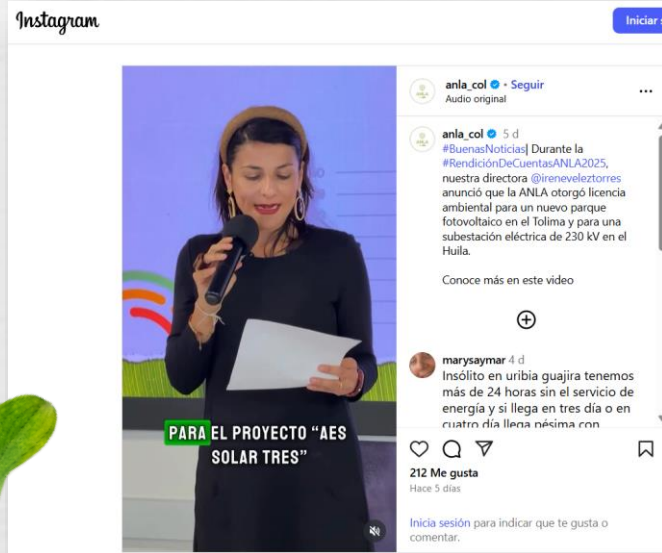 Instagram
Iniciar s
anla_col • Seguir
Audio original
anla_col 5 d
#BuenasNoticias| Durante la
#RendiciónDeCuentasANLA2025,
nuestra directora @ireneveleztorres
anunció que la ANLA otorgó licencia
ambiental para un nuevo parque
fotovoltaico en el Tolima y para una
subestación eléctrica de 230 kV en el
Huila.
Conoce más en este video
marysaymar 4 d
Insólito en uribia guajira tenemos
más de 24 horas sin el servicio de
energía y si llega en tres día o en
cuatro día llega pésima con
PARA EL PROYECTO “AES
SOLAR TRES”
212 Me gusta
Hace 5 días
Inicia sesión para indicar que te gusta o
comentar.